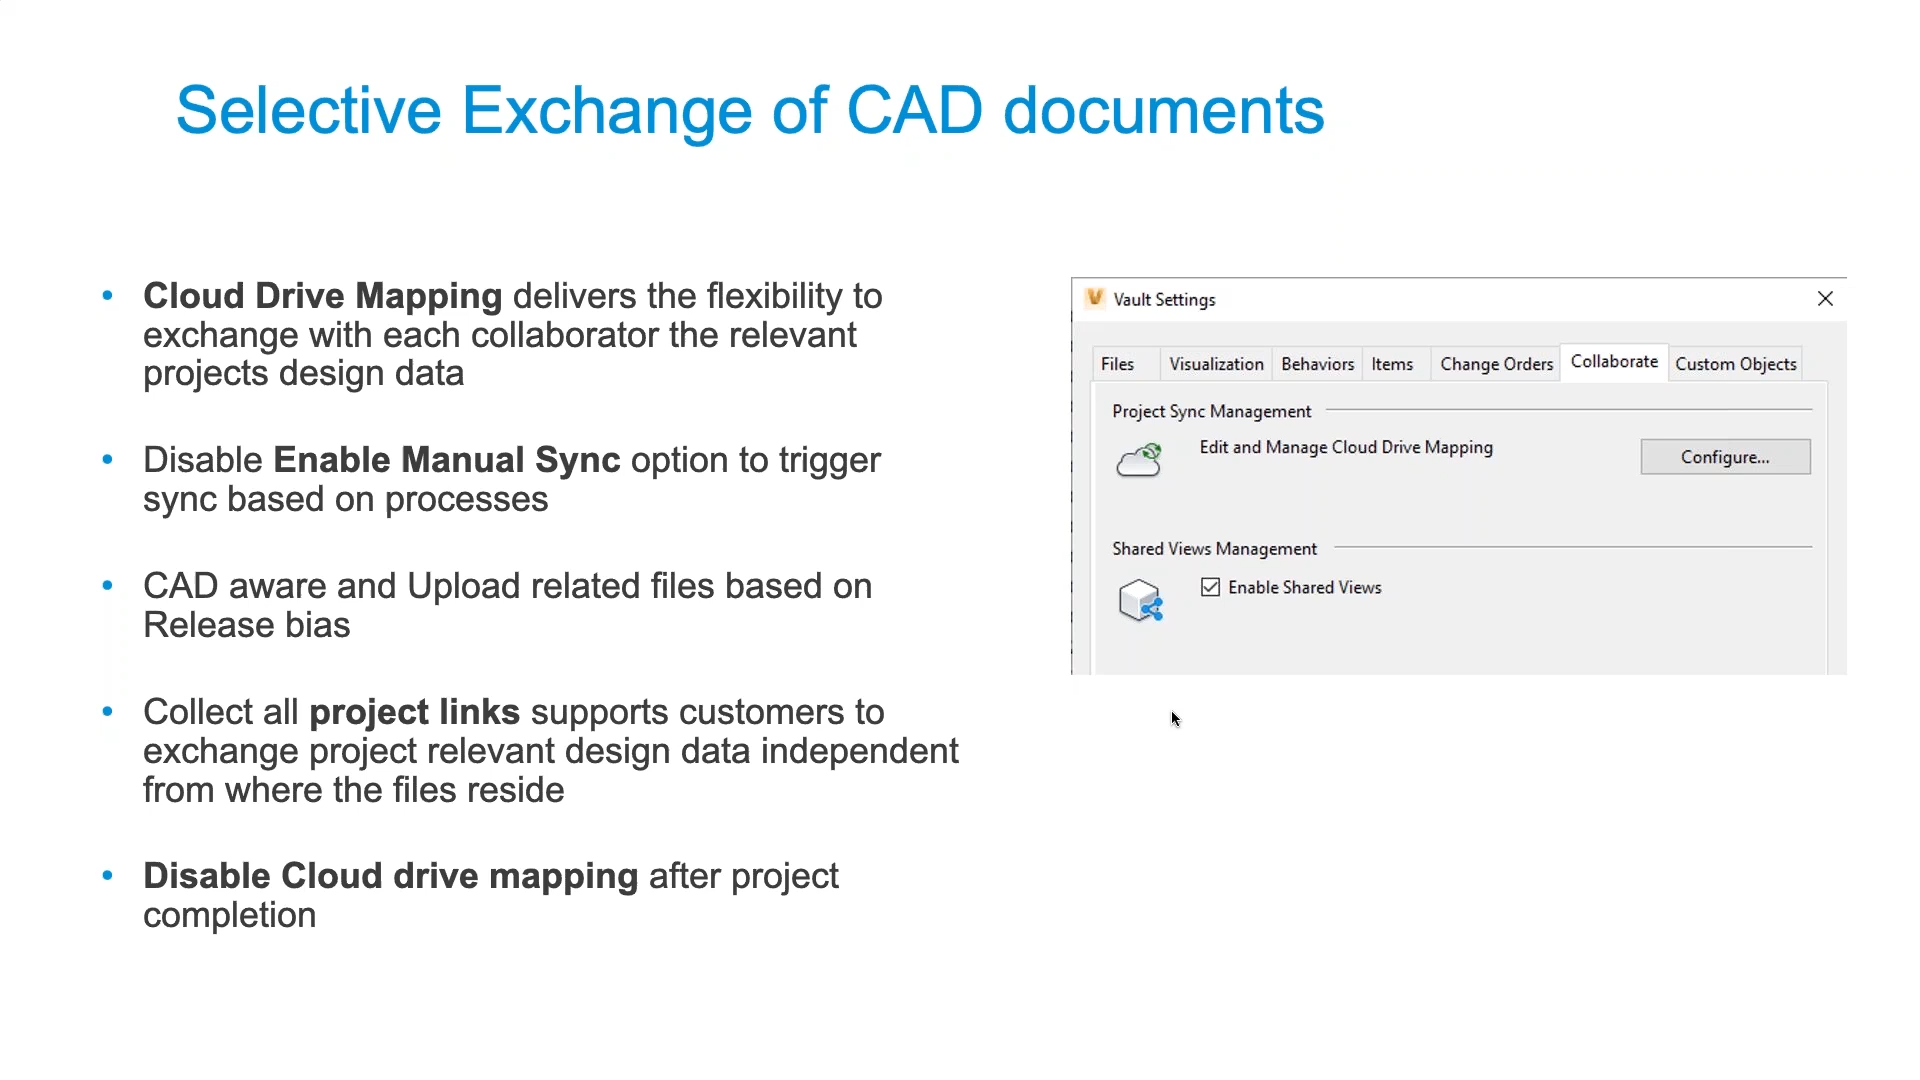 Selective Exchange of CAD documents
• Cloud Drive Mapping delivers the flexibility to
exchange with each collaborator the relevant
projects design data
• Disable Enable Manual Sync option to trigger
sync based on processes
• CAD aware and Upload related files based on
Release bias
• Collect all project links supports customers to
exchange project relevant design data independent
from where the files reside
• Disable Cloud drive mapping after project
completion
Vault Settings
Files Visualization Behaviors Items Change Orders Collaborate Custom Objects
Project Sync Management
Edit and Manage Cloud Drive Mapping
Configure...
Shared Views Management
Enable Shared Views